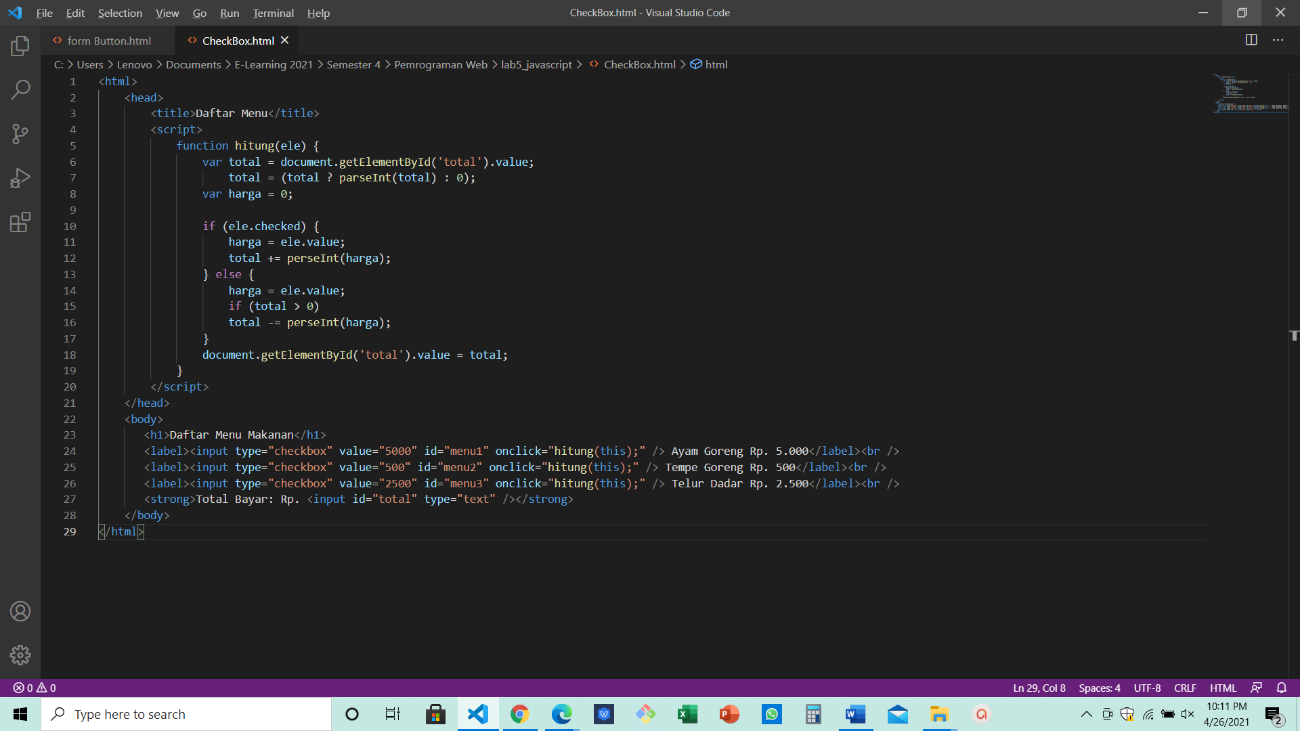 File Edit Selection View Go Run Terminal Help
CheckBox.html - Visual Studio Code
form Button.html
CheckBox.html
C: > Users > Lenovo > Documents > E-Learning 2021 > Semester 4 > Pemrograman Web > lab5_javascript > CheckBox.html > html
1 <html>
2 <head>
3 <title>Daftar Menu</title>
4 <script>
5 function hitung(ele) {
6 var total = document.getElementById('total').value;
7 total = (total ? parseInt(total) : 0);
8 var harga = 0;
9
10 if (ele.checked) {
11 harga = ele.value;
12 total += perseInt(harga);
13 } else {
14 harga = ele.value;
15 if (total > 0)
16 total -= perseInt(harga);
17 }
18 document.getElementById('total').value = total;
19 }
20 </script>
21 </head>
22 <body>
23 <h1>Daftar Menu Makanan</h1>
24 <label><input type="checkbox" value="5000" id="menu1" onclick="hitung(this);" /> Ayam Goreng Rp. 5.000</label><br />
25 <label><input type="checkbox" value="500" id="menu2" onclick="hitung(this);" /> Tempe Goreng Rp. 500</label><br />
26 <label><input type="checkbox" value="2500" id="menu3" onclick="hitung(this);" /> Telur Dadar Rp. 2.500</label><br />
27 <strong>Total Bayar: Rp. <input id="total" type="text" /></strong>
28 </body>
29 </html>
0 0
Ln 29, Col 8 Spaces: 4 UTF-8 CRLF HTML
Type here to search
10:11 PM
4/26/2021
2